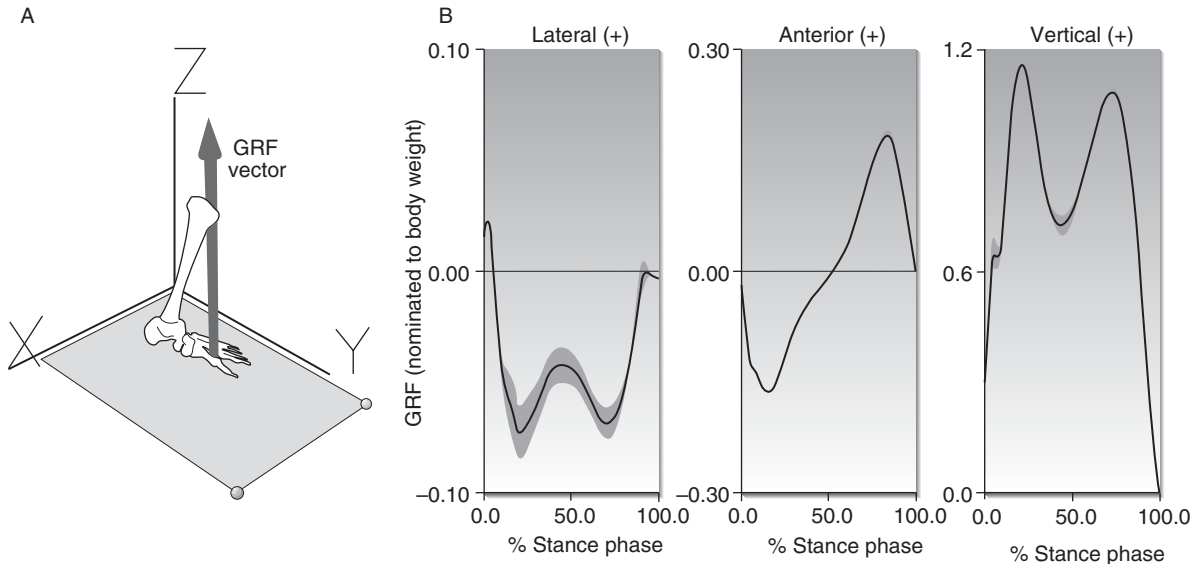 A
Z
GRF
vector
X
Y
B
GRF (nominated to body weight)
Lateral (+)
0.10
0.00
−0.10
0.0
50.0
100.0
% Stance phase
Anterior (+)
0.30
0.00
−0.30
0.0
50.0
100.0
% Stance phase
Vertical (+)
1.2
0.6
0.0
0.0
50.0
100.0
% Stance phase